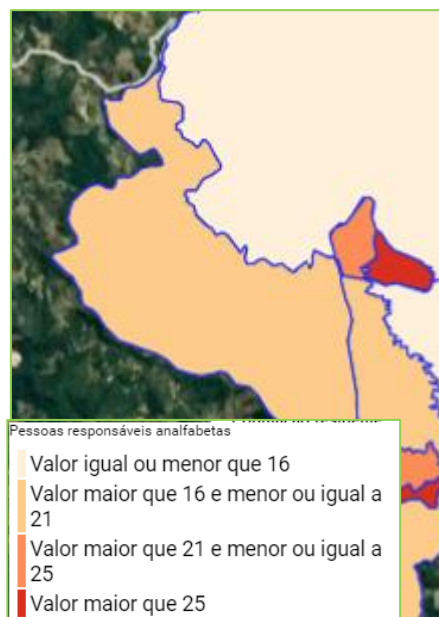 Pessoas responsáveis analfabetas
Valor igual ou menor que 16
Valor maior que 16 e menor ou igual a
21
Valor maior que 21 e menor ou igual a
25
Valor maior que 25